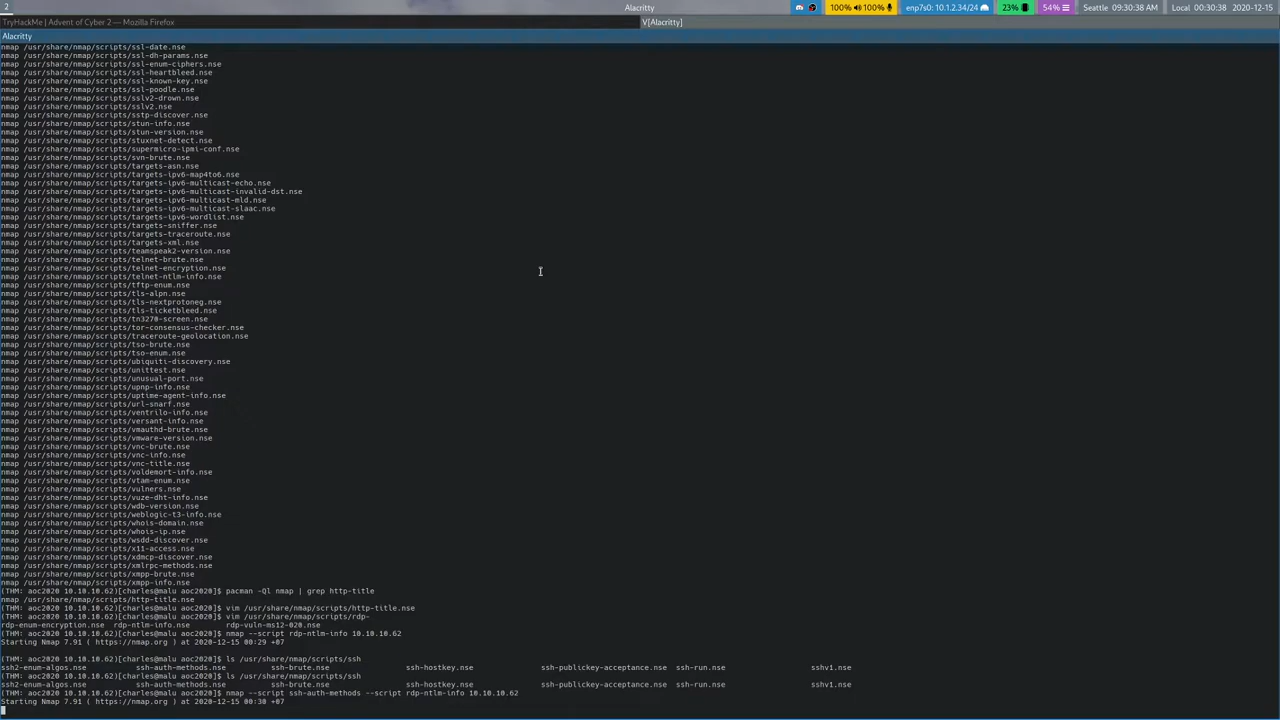 2 Alacritty 100% 100% enp7s0: 10.1.2.34/24 23% 54% Seattle 09:30:38 AM Local 00:30:38 2020-12-15
TryHackMe | Advent of Cyber 2 — Mozilla Firefox V[Alacritty]
Alacritty
nmap /usr/share/nmap/scripts/ssl-date.nse
nmap /usr/share/nmap/scripts/ssl-dh-params.nse
nmap /usr/share/nmap/scripts/ssl-enum-ciphers.nse
nmap /usr/share/nmap/scripts/ssl-heartbleed.nse
nmap /usr/share/nmap/scripts/ssl-known-key.nse
nmap /usr/share/nmap/scripts/ssl-poodle.nse
nmap /usr/share/nmap/scripts/sslv2-drown.nse
nmap /usr/share/nmap/scripts/sslv2.nse
nmap /usr/share/nmap/scripts/sstp-discover.nse
nmap /usr/share/nmap/scripts/stun-info.nse
nmap /usr/share/nmap/scripts/stun-version.nse
nmap /usr/share/nmap/scripts/stuxnet-detect.nse
nmap /usr/share/nmap/scripts/supermicro-ipmi-conf.nse
nmap /usr/share/nmap/scripts/svn-brute.nse
nmap /usr/share/nmap/scripts/targets-asn.nse
nmap /usr/share/nmap/scripts/targets-ipv6-map4to6.nse
nmap /usr/share/nmap/scripts/targets-ipv6-multicast-echo.nse
nmap /usr/share/nmap/scripts/targets-ipv6-multicast-invalid-dst.nse
nmap /usr/share/nmap/scripts/targets-ipv6-multicast-mld.nse
nmap /usr/share/nmap/scripts/targets-ipv6-multicast-slaac.nse
nmap /usr/share/nmap/scripts/targets-ipv6-wordlist.nse
nmap /usr/share/nmap/scripts/targets-sniffer.nse
nmap /usr/share/nmap/scripts/targets-traceroute.nse
nmap /usr/share/nmap/scripts/targets-xml.nse
nmap /usr/share/nmap/scripts/teamspeak2-version.nse
nmap /usr/share/nmap/scripts/telnet-brute.nse
nmap /usr/share/nmap/scripts/telnet-encryption.nse
nmap /usr/share/nmap/scripts/telnet-ntlm-info.nse
nmap /usr/share/nmap/scripts/tftp-enum.nse
nmap /usr/share/nmap/scripts/tls-alpn.nse
nmap /usr/share/nmap/scripts/tls-nextprotoneg.nse
nmap /usr/share/nmap/scripts/tls-ticketbleed.nse
nmap /usr/share/nmap/scripts/tn3270-screen.nse
nmap /usr/share/nmap/scripts/tor-consensus-checker.nse
nmap /usr/share/nmap/scripts/traceroute-geolocation.nse
nmap /usr/share/nmap/scripts/tso-brute.nse
nmap /usr/share/nmap/scripts/tso-enum.nse
nmap /usr/share/nmap/scripts/ubiquiti-discovery.nse
nmap /usr/share/nmap/scripts/unittest.nse
nmap /usr/share/nmap/scripts/unusual-port.nse
nmap /usr/share/nmap/scripts/upnp-info.nse
nmap /usr/share/nmap/scripts/uptime-agent-info.nse
nmap /usr/share/nmap/scripts/url-snarf.nse
nmap /usr/share/nmap/scripts/ventrilo-info.nse
nmap /usr/share/nmap/scripts/versant-info.nse
nmap /usr/share/nmap/scripts/vmauthd-brute.nse
nmap /usr/share/nmap/scripts/vmware-version.nse
nmap /usr/share/nmap/scripts/vnc-brute.nse
nmap /usr/share/nmap/scripts/vnc-info.nse
nmap /usr/share/nmap/scripts/vnc-title.nse
nmap /usr/share/nmap/scripts/voldemort-info.nse
nmap /usr/share/nmap/scripts/vtam-enum.nse
nmap /usr/share/nmap/scripts/vulners.nse
nmap /usr/share/nmap/scripts/vuze-dht-info.nse
nmap /usr/share/nmap/scripts/wdb-version.nse
nmap /usr/share/nmap/scripts/weblogic-t3-info.nse
nmap /usr/share/nmap/scripts/whois-domain.nse
nmap /usr/share/nmap/scripts/whois-ip.nse
nmap /usr/share/nmap/scripts/wsdd-discover.nse
nmap /usr/share/nmap/scripts/x11-access.nse
nmap /usr/share/nmap/scripts/xdmcp-discover.nse
nmap /usr/share/nmap/scripts/xmlrpc-methods.nse
nmap /usr/share/nmap/scripts/xmpp-brute.nse
nmap /usr/share/nmap/scripts/xmpp-info.nse
(THM: aoc2020 10.10.10.62)[charles@malu aoc2020]$ pacman -Ql nmap | grep http-title
nmap /usr/share/nmap/scripts/http-title.nse
(THM: aoc2020 10.10.10.62)[charles@malu aoc2020]$ vim /usr/share/nmap/scripts/http-title.nse
(THM: aoc2020 10.10.10.62)[charles@malu aoc2020]$ vim /usr/share/nmap/scripts/rdp-
rdp-enum-encryption.nse rdp-ntlm-info.nse rdp-vuln-ms12-020.nse
(THM: aoc2020 10.10.10.62)[charles@malu aoc2020]$ nmap --script rdp-ntlm-info 10.10.10.62
Starting Nmap 7.91 ( https://nmap.org ) at 2020-12-15 00:29 +07
(THM: aoc2020 10.10.10.62)[charles@malu aoc2020]$ ls /usr/share/nmap/scripts/ssh
ssh2-enum-algos.nse ssh-auth-methods.nse ssh-brute.nse ssh-hostkey.nse ssh-publickey-acceptance.nse ssh-run.nse sshv1.nse
(THM: aoc2020 10.10.10.62)[charles@malu aoc2020]$ ls /usr/share/nmap/scripts/ssh
ssh2-enum-algos.nse ssh-auth-methods.nse ssh-brute.nse ssh-hostkey.nse ssh-publickey-acceptance.nse ssh-run.nse sshv1.nse
(THM: aoc2020 10.10.10.62)[charles@malu aoc2020]$ nmap --script ssh-auth-methods --script rdp-ntlm-info 10.10.10.62
Starting Nmap 7.91 ( https://nmap.org ) at 2020-12-15 00:30 +07